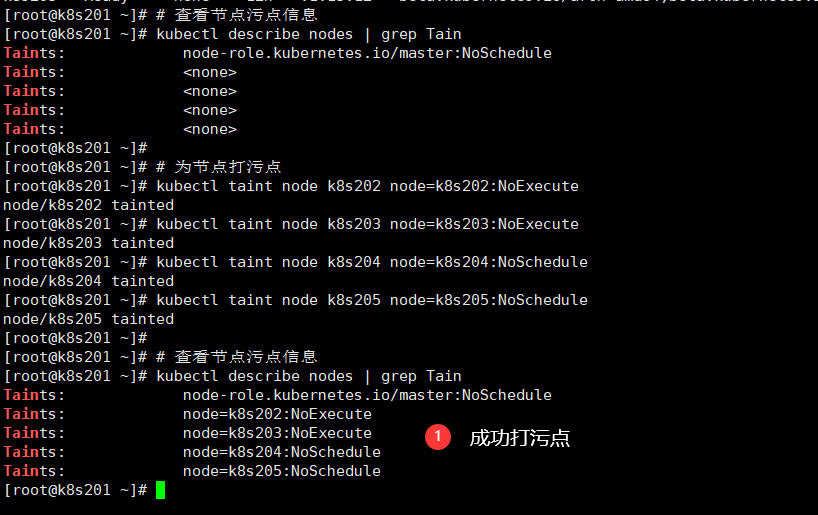 [root@k8s201 ~]# # 查看节点污点信息
[root@k8s201 ~]# kubectl describe nodes | grep Tain
Taints:             node-role.kubernetes.io/master:NoSchedule
Taints:             <none>
Taints:             <none>
Taints:             <none>
Taints:             <none>
[root@k8s201 ~]#
[root@k8s201 ~]# # 为节点打污点
[root@k8s201 ~]# kubectl taint node k8s202 node=k8s202:NoExecute
node/k8s202 tainted
[root@k8s201 ~]# kubectl taint node k8s203 node=k8s203:NoExecute
node/k8s203 tainted
[root@k8s201 ~]# kubectl taint node k8s204 node=k8s204:NoSchedule
node/k8s204 tainted
[root@k8s201 ~]# kubectl taint node k8s205 node=k8s205:NoSchedule
node/k8s205 tainted
[root@k8s201 ~]#
[root@k8s201 ~]# # 查看节点污点信息
[root@k8s201 ~]# kubectl describe nodes | grep Tain
Taints:             node-role.kubernetes.io/master:NoSchedule
Taints:             node=k8s202:NoExecute
Taints:             node=k8s203:NoExecute
1 成功打污点
Taints:             node=k8s204:NoSchedule
Taints:             node=k8s205:NoSchedule
[root@k8s201 ~]#